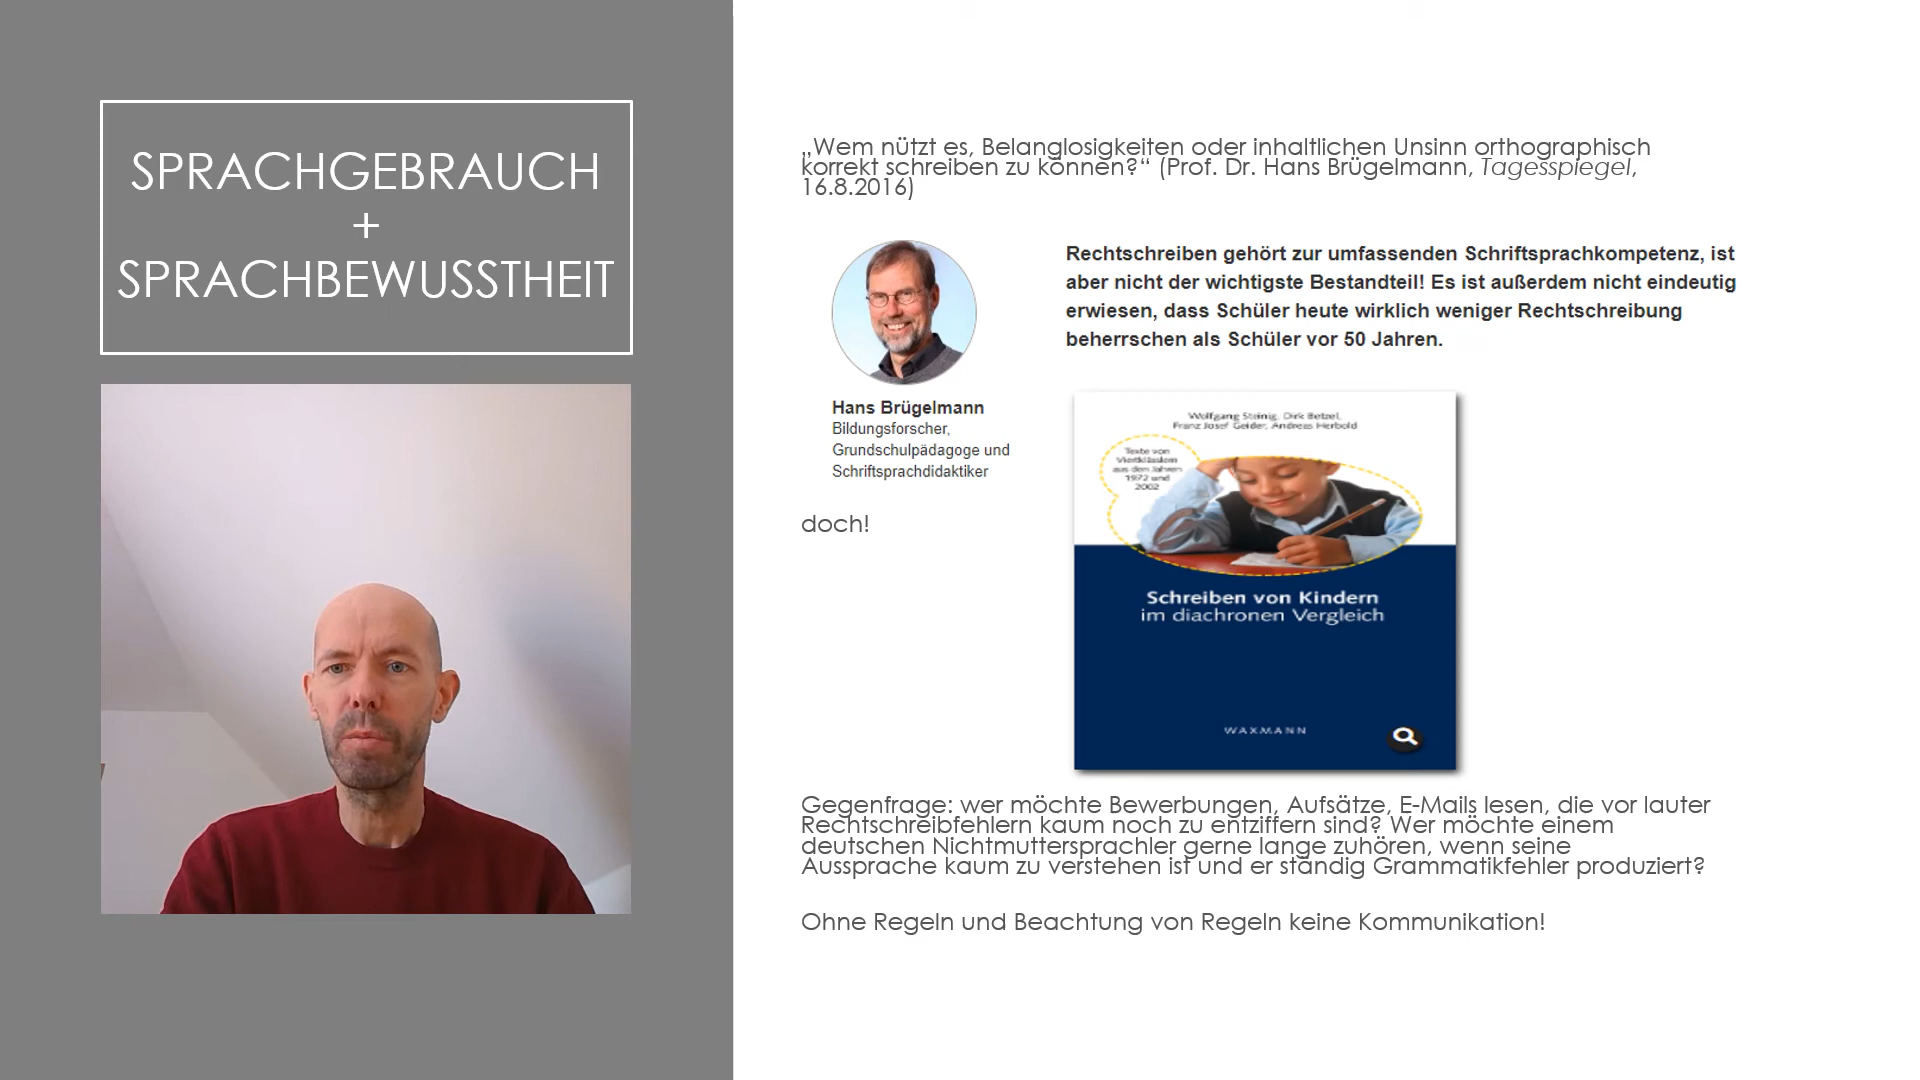 SPRACHGEBRAUCH
+
SPRACHBEWUSSTHEIT
„Wem nützt es, Belanglosigkeiten oder inhaltlichen Unsinn orthographisch
korrekt schreiben zu können?“ (Prof. Dr. Hans Brügelmann, Tagesspiegel,
16.8.2016)
Rechtschreiben gehört zur umfassenden Schriftsprachkompetenz, ist
aber nicht der wichtigste Bestandteil! Es ist außerdem nicht eindeutig
erwiesen, dass Schüler heute wirklich weniger Rechtschreibung
beherrschen als Schüler vor 50 Jahren.
Hans Brügelmann
Bildungsforscher,
Grundschulpädagoge und
Schriftsprachdidaktiker
doch!
Wolfgang Steinig, Dirk Betzel,
Franz Josef Geider, Andreas Herbold
Texte von
Viertklässlern
aus den Jahren
1972 und
2002
Schreiben von Kindern
im diachronen Vergleich
WAXMANN
Gegenfrage: wer möchte Bewerbungen, Aufsätze, E-Mails lesen, die vor lauter
Rechtschreibfehlern kaum noch zu entziffern sind? Wer möchte einem
deutschen Nichtmuttersprachler gerne lange zuhören, wenn seine
Aussprache kaum zu verstehen ist und er ständig Grammatikfehler produziert?
Ohne Regeln und Beachtung von Regeln keine Kommunikation!